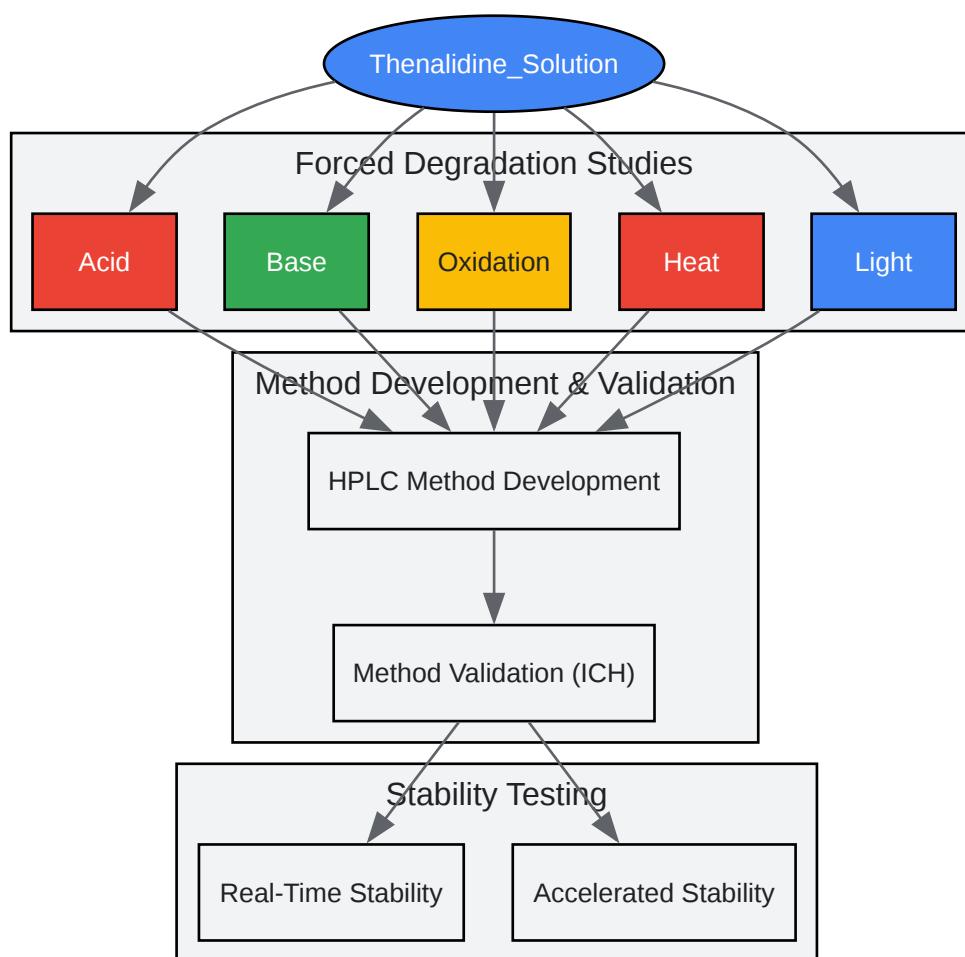 Thenalidine_Solution
Forced Degradation Studies
Acid
Base
Oxidation
Heat
Light
Method Development & Validation
HPLC Method Development
Method Validation (ICH)
Stability Testing
Real-Time Stability
Accelerated Stability